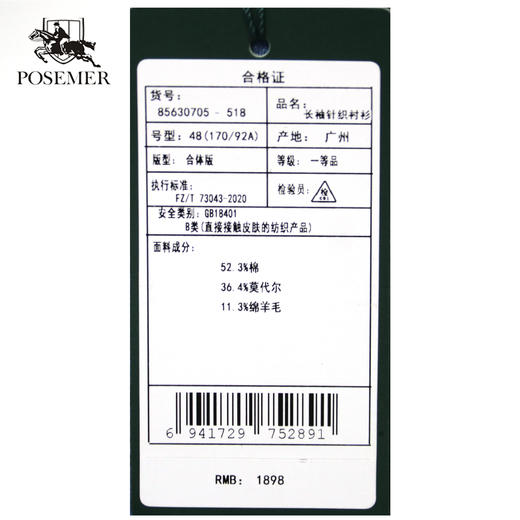 POSEMER
合格证
货号：
85630705 - 518
品名：
长袖针织衬衫
号型：48(170/92A)
产地： 广州
版型： 合体版
等级： 一等品
执行标准：
FZ/T 73043-2020
检验员：
检
安全类别： GB18401
B类(直接接触皮肤的纺织产品)
面料成分：
52.3%棉
36.4%莫代尔
11.3%绵羊毛
6 941729 752891
RMB： 1898